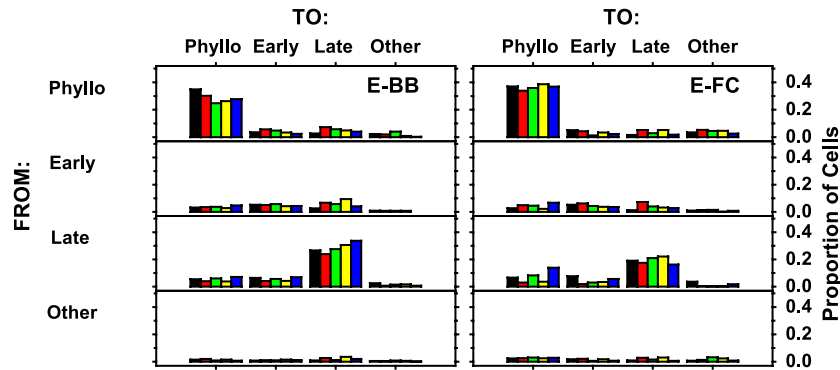 TO: TO:
Phyllo Early Late Other Phyllo Early Late Other
Phyllo E-BB E-FC 0.4
0.2
0.0
Early 0.4
0.2
0.0
Late 0.4
0.2
0.0
Other 0.4
0.2
0.0
FROM:
Proportion of Cells